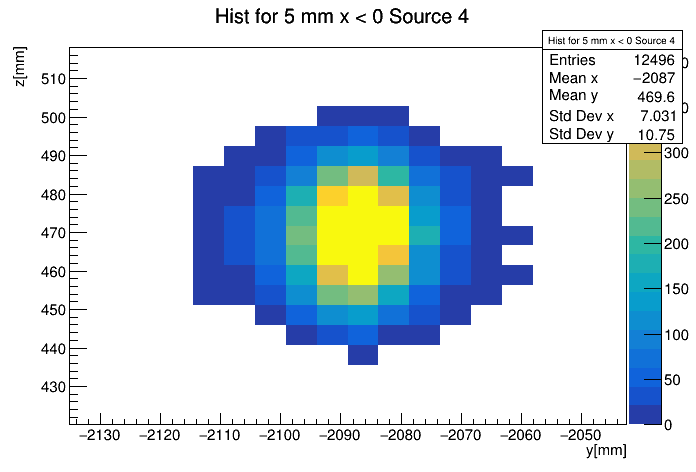 Hist for 5 mm x < 0 Source 4
z[mm]
Hist for 5 mm x < 0 Source 4
Entries 12496
Mean x −2087
Mean y 469.6
Std Dev x 7.031
Std Dev y 10.75
510
500
490
480
470
460
450
440
430
300
250
200
150
100
50
0
−2130 −2120 −2110 −2100 −2090 −2080 −2070 −2060 −2050
y[mm]